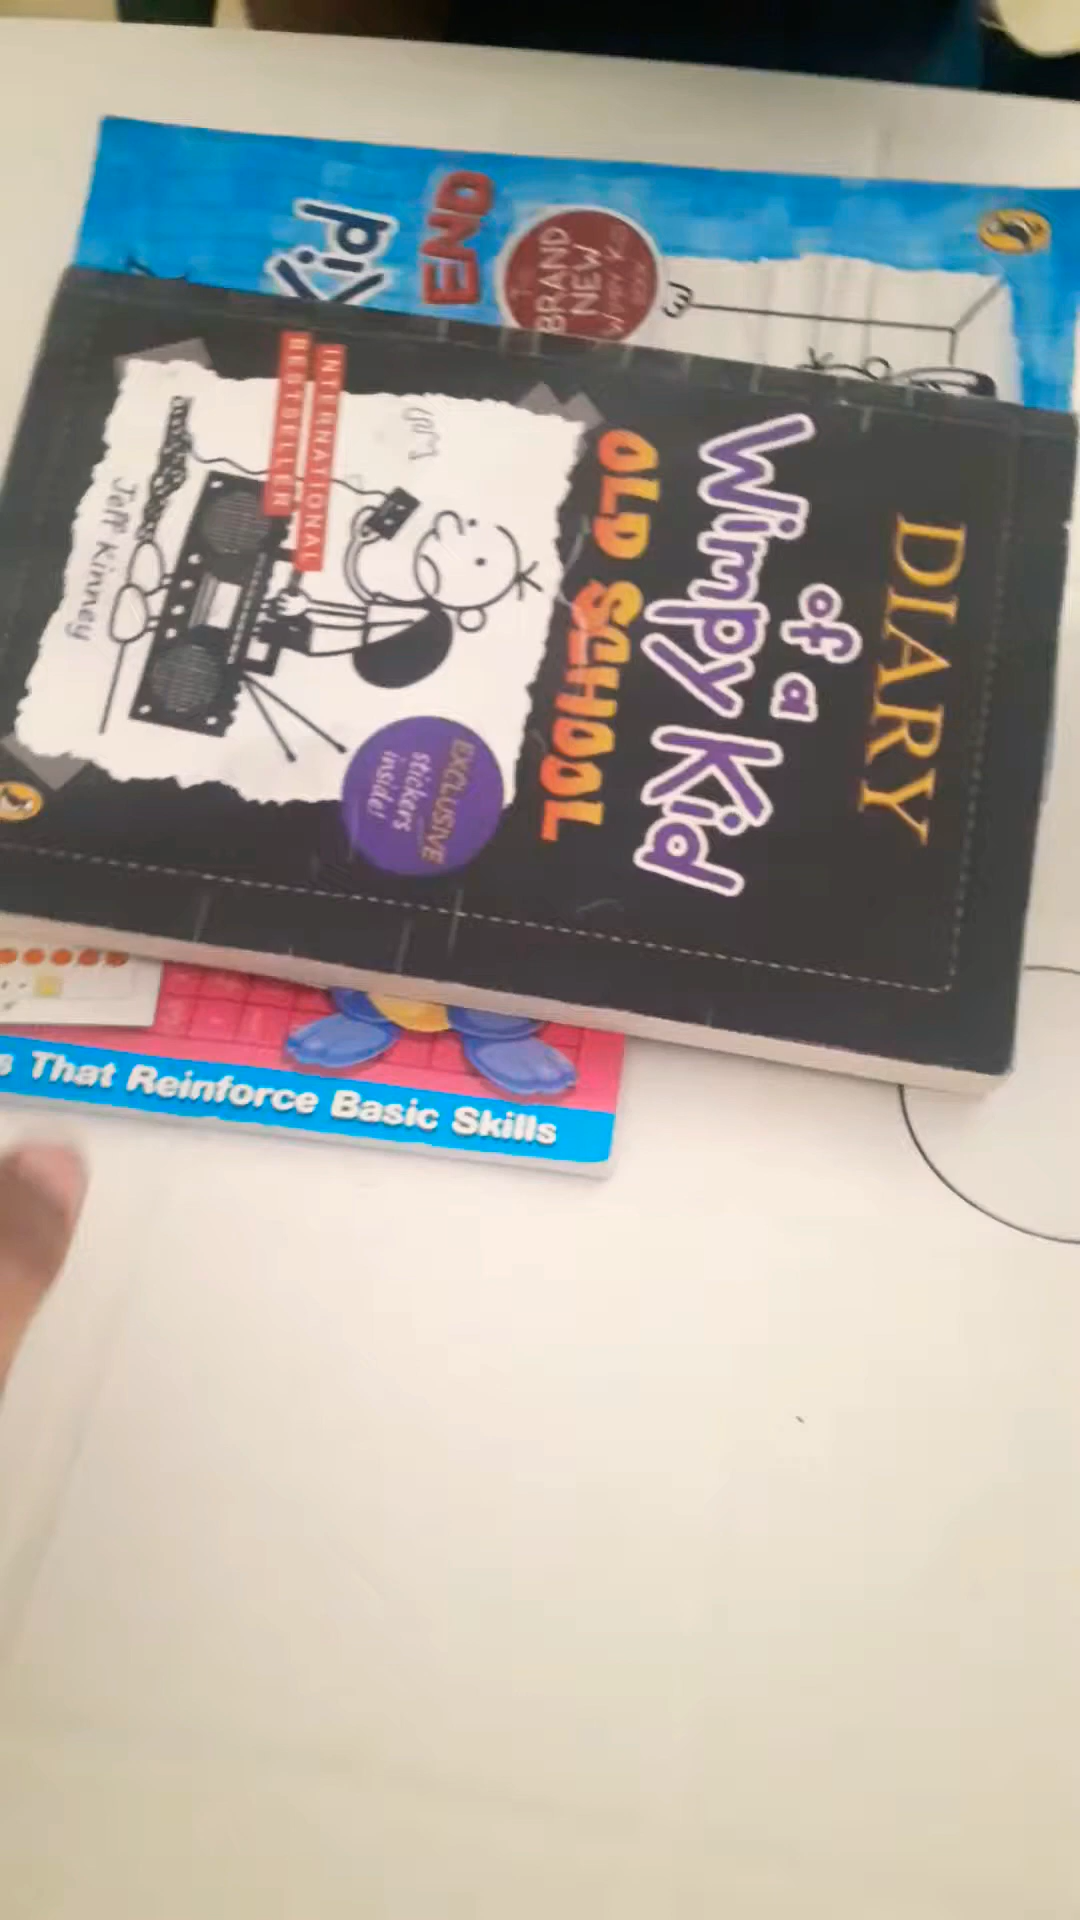 Kid
END
BRAND
NEW
DIARY
of a
Wimpy Kid
OLD SCHOOL
EXCLUSIVE
stickers
inside!
INTERNATIONAL
BESTSELLER
Jeff Kinney
That Reinforce Basic Skills